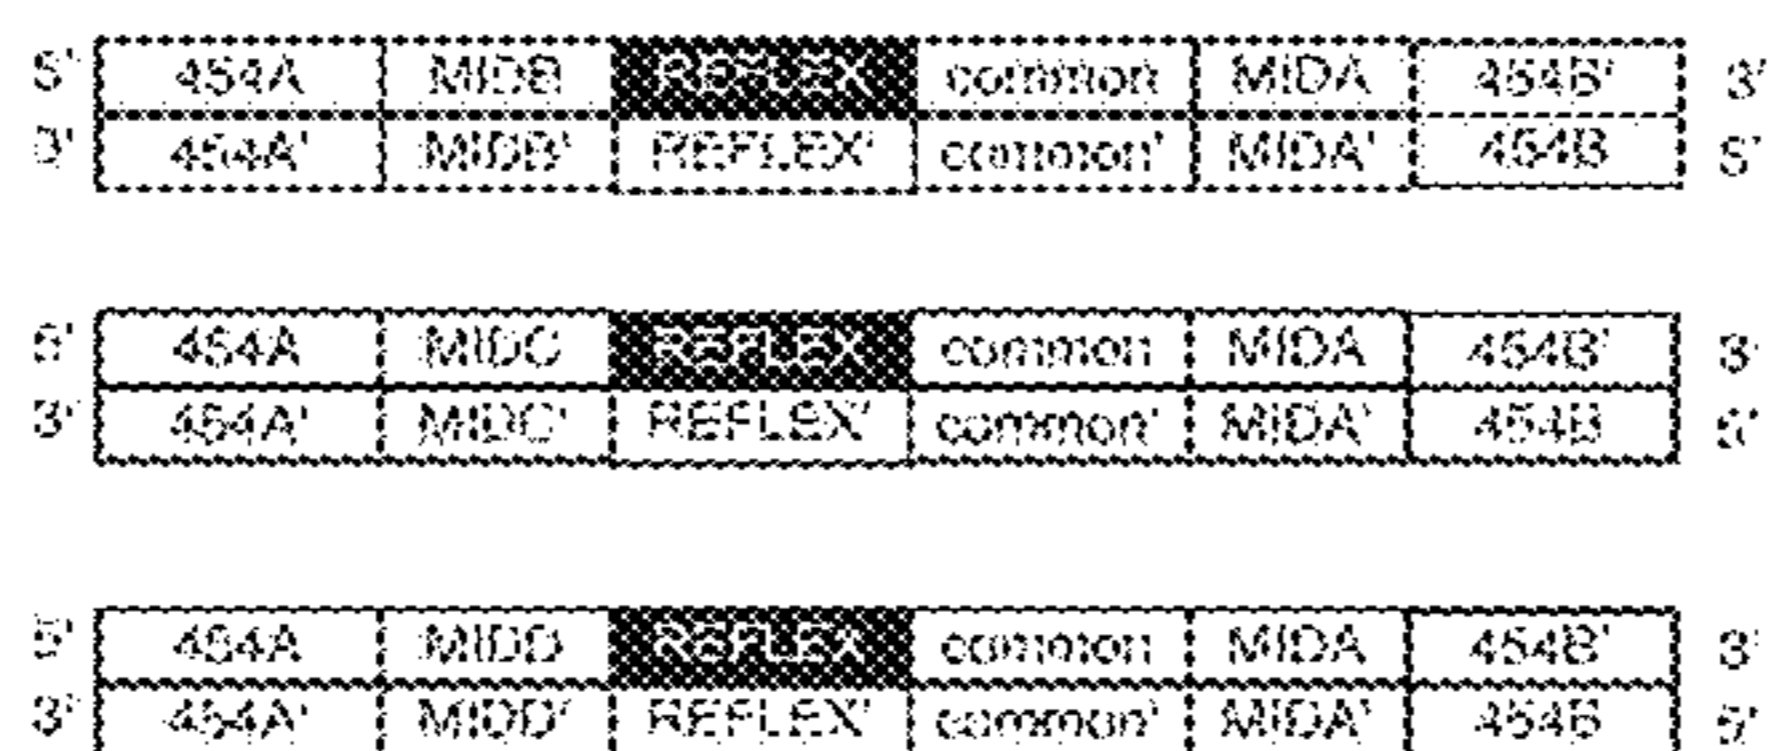 5' 454A MIDB REFLEX common MIDA 454B' 3'
3' 454A' MIDB' REFLEX' common' MIDA' 454B 5'
5' 454A MIDC REFLEX common MIDA 454B' 3'
3' 454A' MIDC' REFLEX' common' MIDA' 454B 5'
5' 454A MIDD REFLEX common MIDA 454B' 3'
3' 454A' MIDD' REFLEX' common' MIDA' 454B 5'